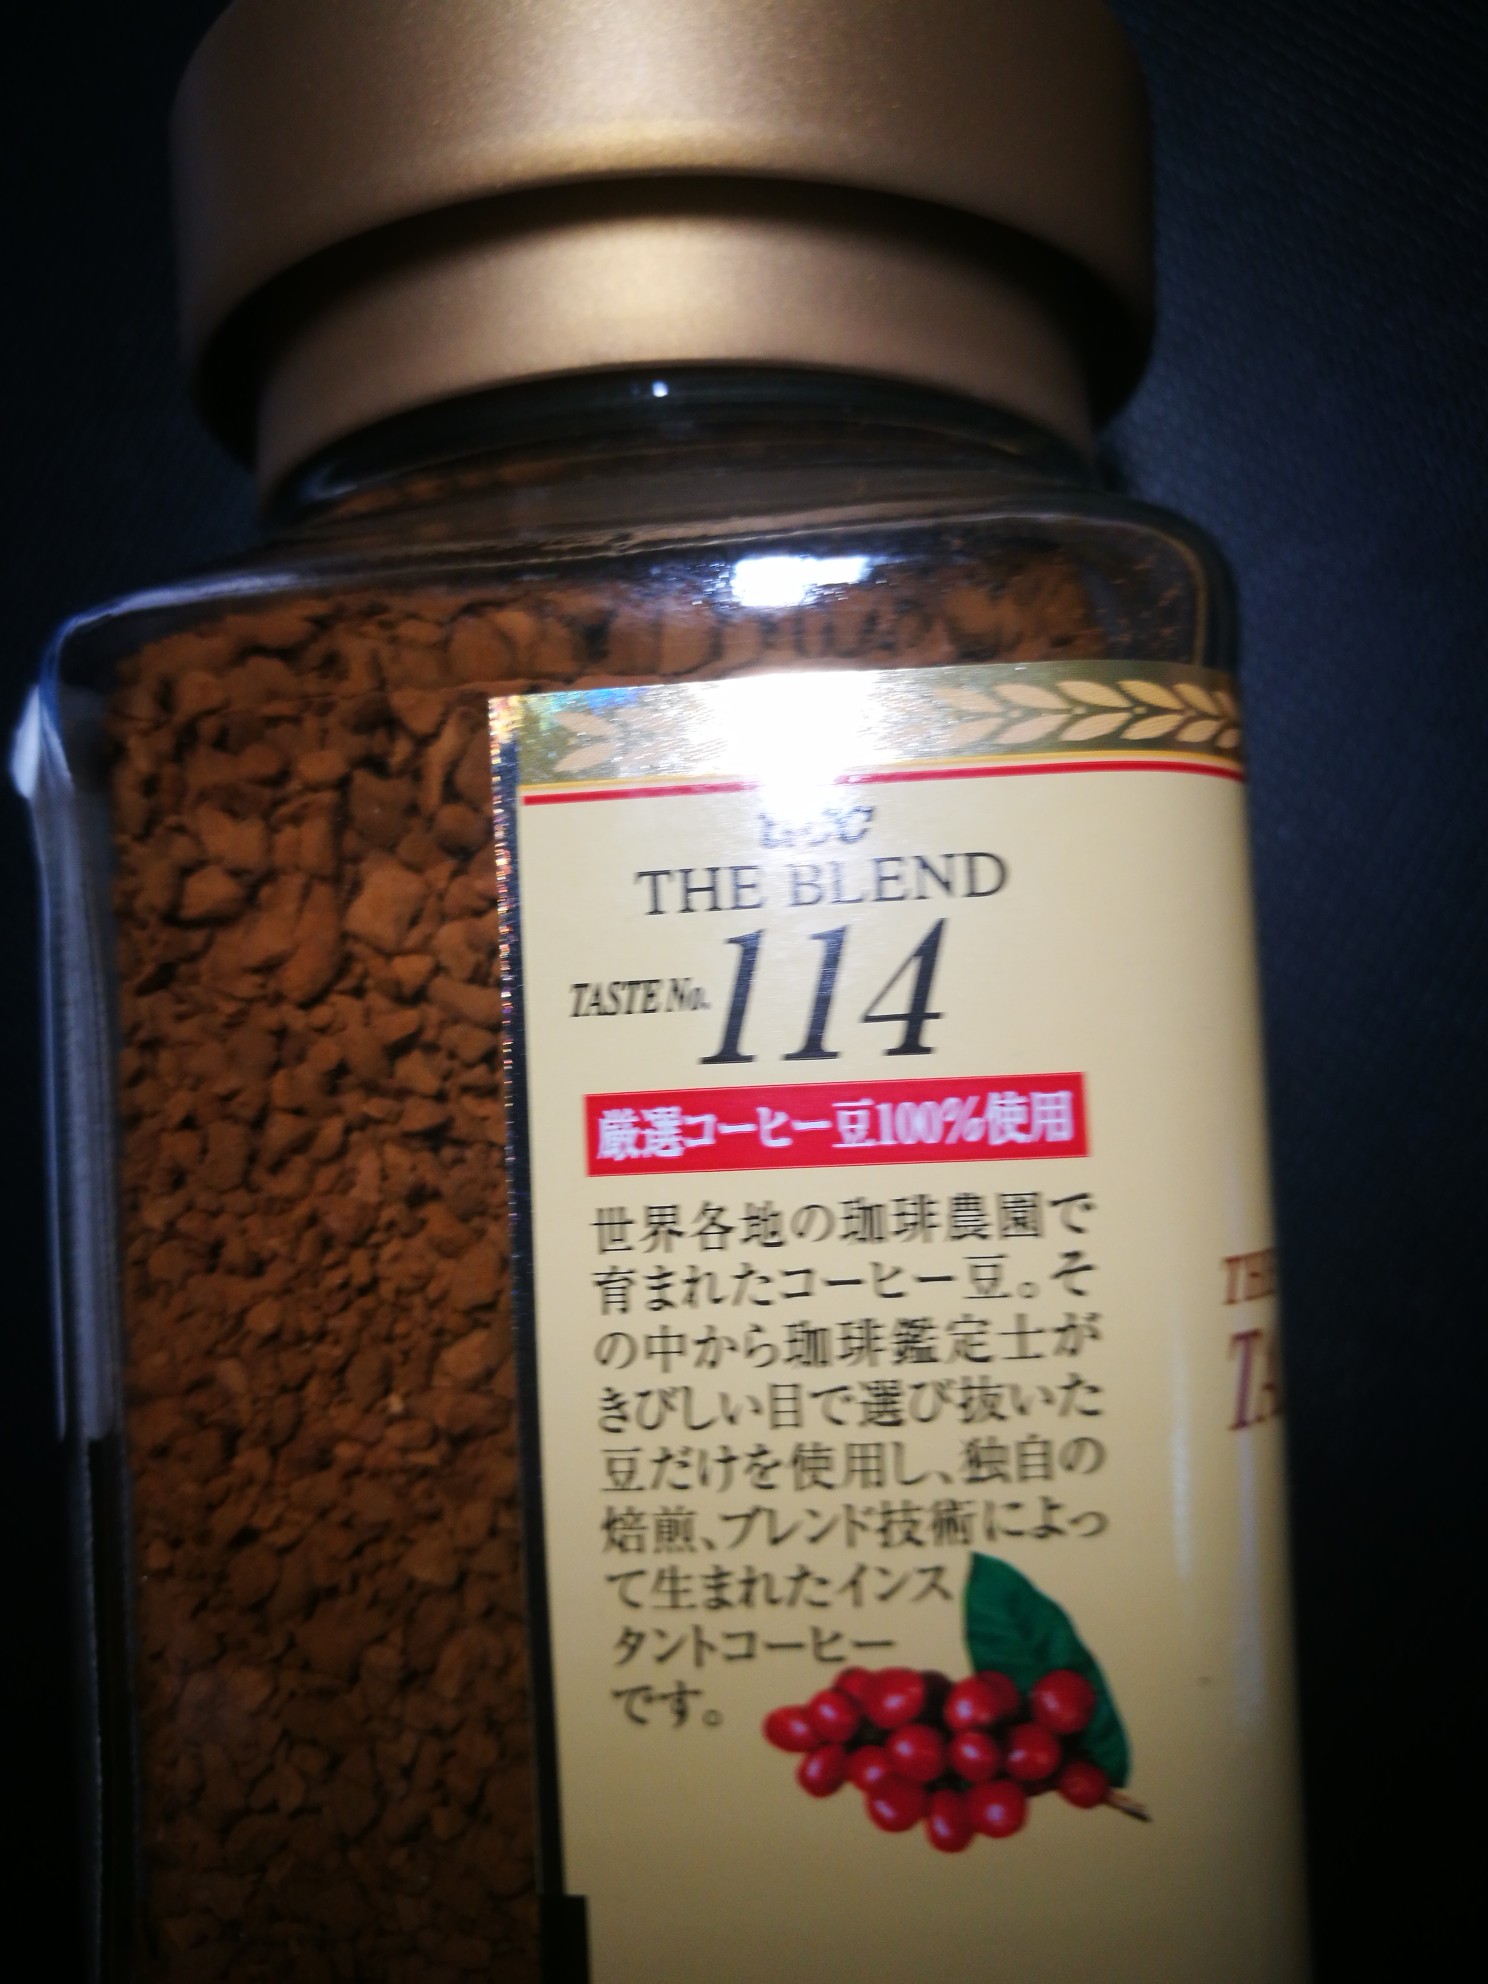 ucc
THE BLEND
TASTE No. 114
厳選コーヒー豆100%使用
世界各地の珈琲農園で
育まれたコーヒー豆。そ
の中から珈琲鑑定士が
きびしい目で選び抜いた
豆だけを使用し、独自の
焙煎、ブレンド技術によっ
て生まれたインス
タントコーヒー
です。